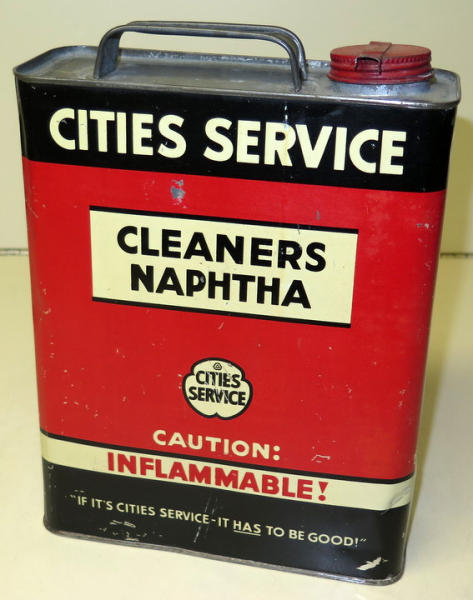 CITIES SERVICE
CLEANERS
NAPHTHA
CITIES
SERVICE
CAUTION:
INFLAMMABLE!
"IF IT'S CITIES SERVICE-IT HAS TO BE GOOD!"